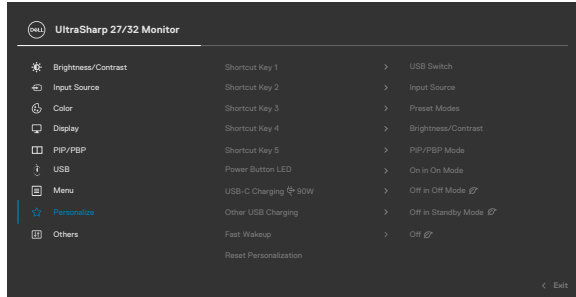 DELL UltraSharp 27/32 Monitor
Brightness/Contrast Shortcut Key 1 > USB Switch
Input Source Shortcut Key 2 > Input Source
Color Shortcut Key 3 > Preset Modes
Display Shortcut Key 4 > Brightness/Contrast
PIP/PBP Shortcut Key 5 > PIP/PBP Mode
USB Power Button LED > On in On Mode
Menu USB-C Charging 90W > Off in Off Mode
Personalize Other USB Charging > Off in Standby Mode
Others Fast Wakeup > Off
Reset Personalization
< Exit